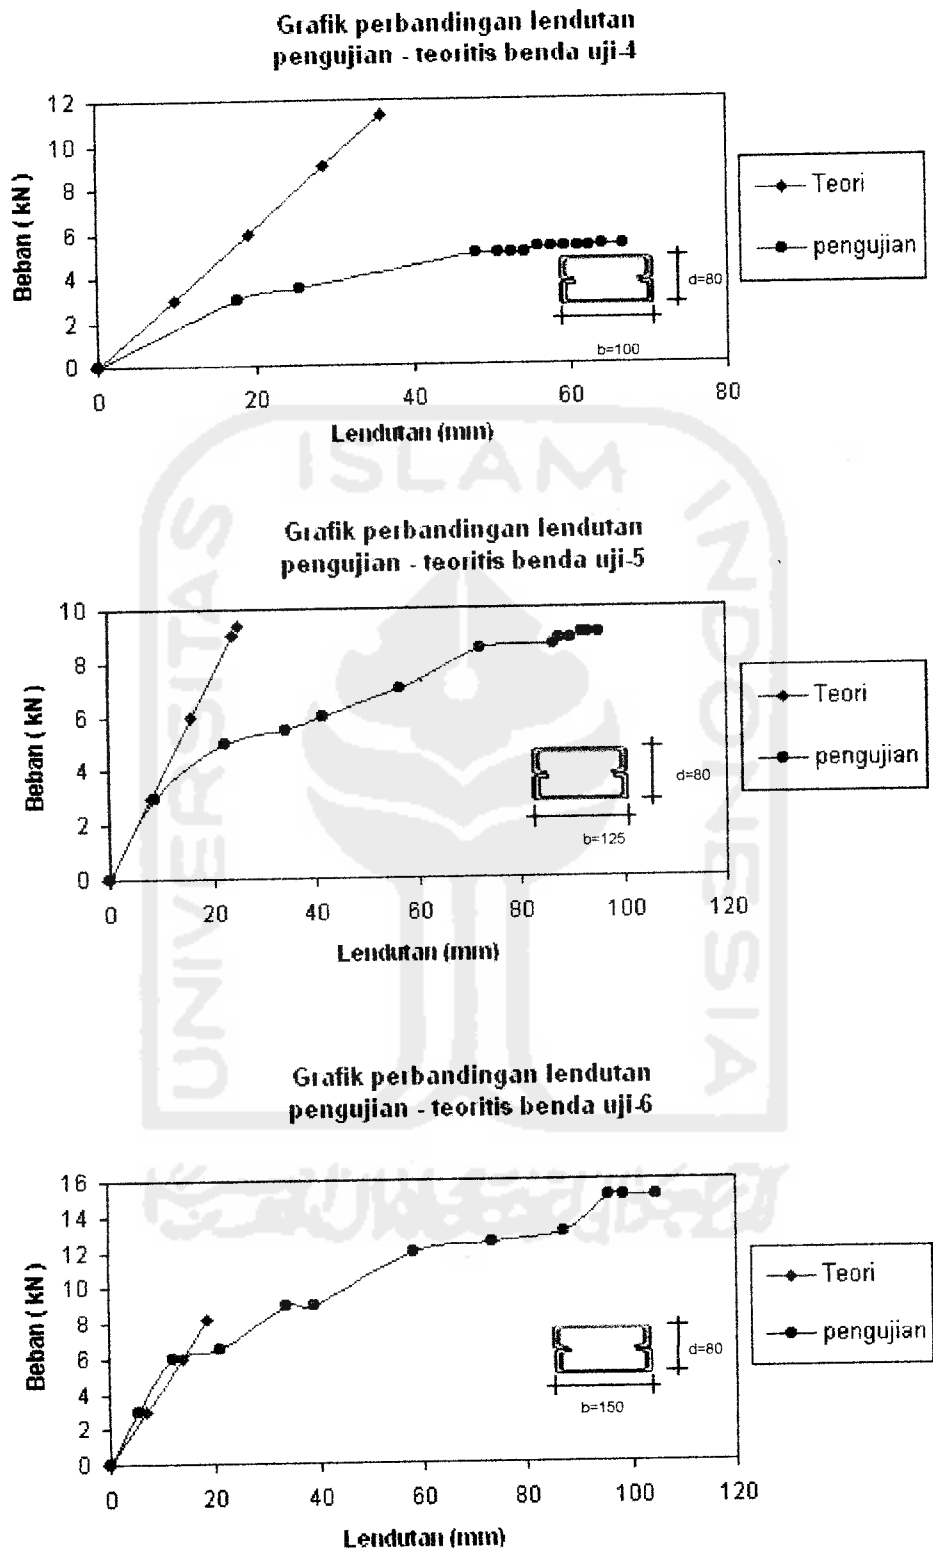 Grafik perbandingan lendutan
pengujian - teoritis benda uji-4
12
10
8
6
4
2
0
Beban ( kN )
0 20 40 60 80
Lendutan (mm)
Teori
pengujian
d=80
b=100
ISLAM
UNIVERSITAS
INDONESIA
Grafik perbandingan lendutan
pengujian - teoritis benda uji-5
10
8
6
4
2
0
Beban ( kN )
0 20 40 60 80 100 120
Lendutan (mm)
Teori
pengujian
d=80
b=125
Grafik perbandingan lendutan
pengujian - teoritis benda uji-6
16
14
12
10
8
6
4
2
0
Beban ( kN )
0 20 40 60 80 100 120
Lendutan (mm)
Teori
pengujian
d=80
b=150